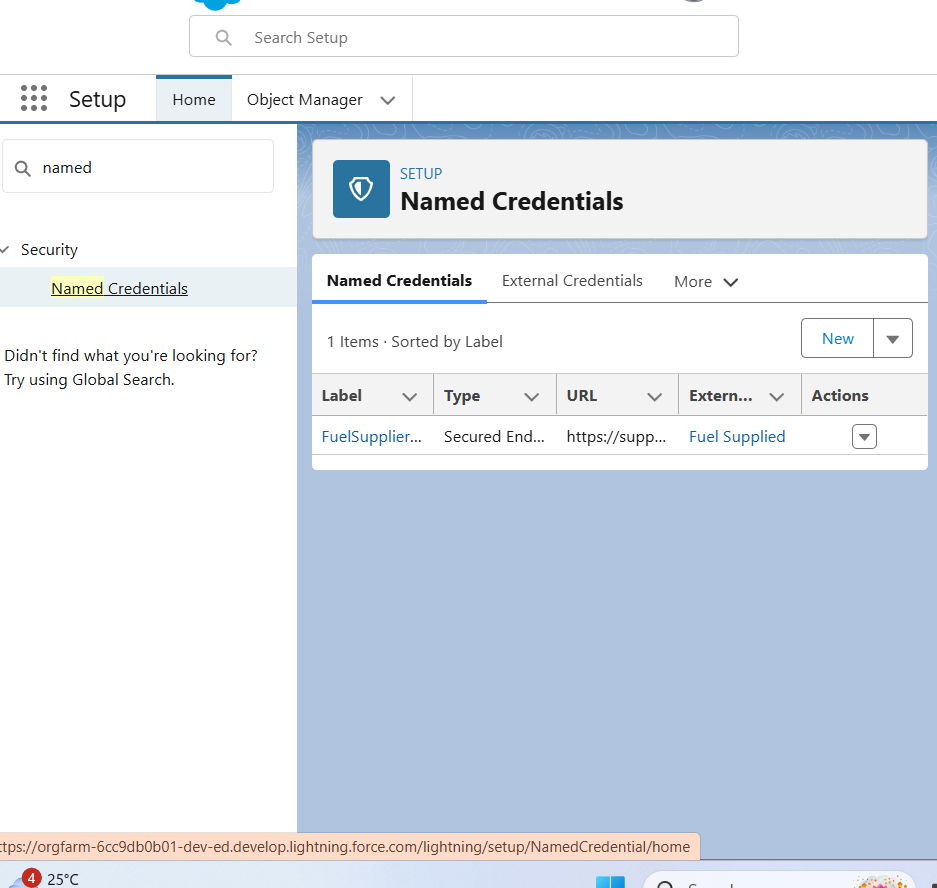 Search Setup
Setup
Home
Object Manager
named
Security
Named Credentials
Didn't find what you're looking for?
Try using Global Search.
SETUP
Named Credentials
Named Credentials
External Credentials
More
1 Items · Sorted by Label
New
Label
Type
URL
Extern...
Actions
FuelSupplier...
Secured End...
https://supp...
Fuel Supplied
ttps://orgfarm-6cc9db0b01-dev-ed.develop.lightning.force.com/lightning/setup/NamedCredential/home
4
25°C